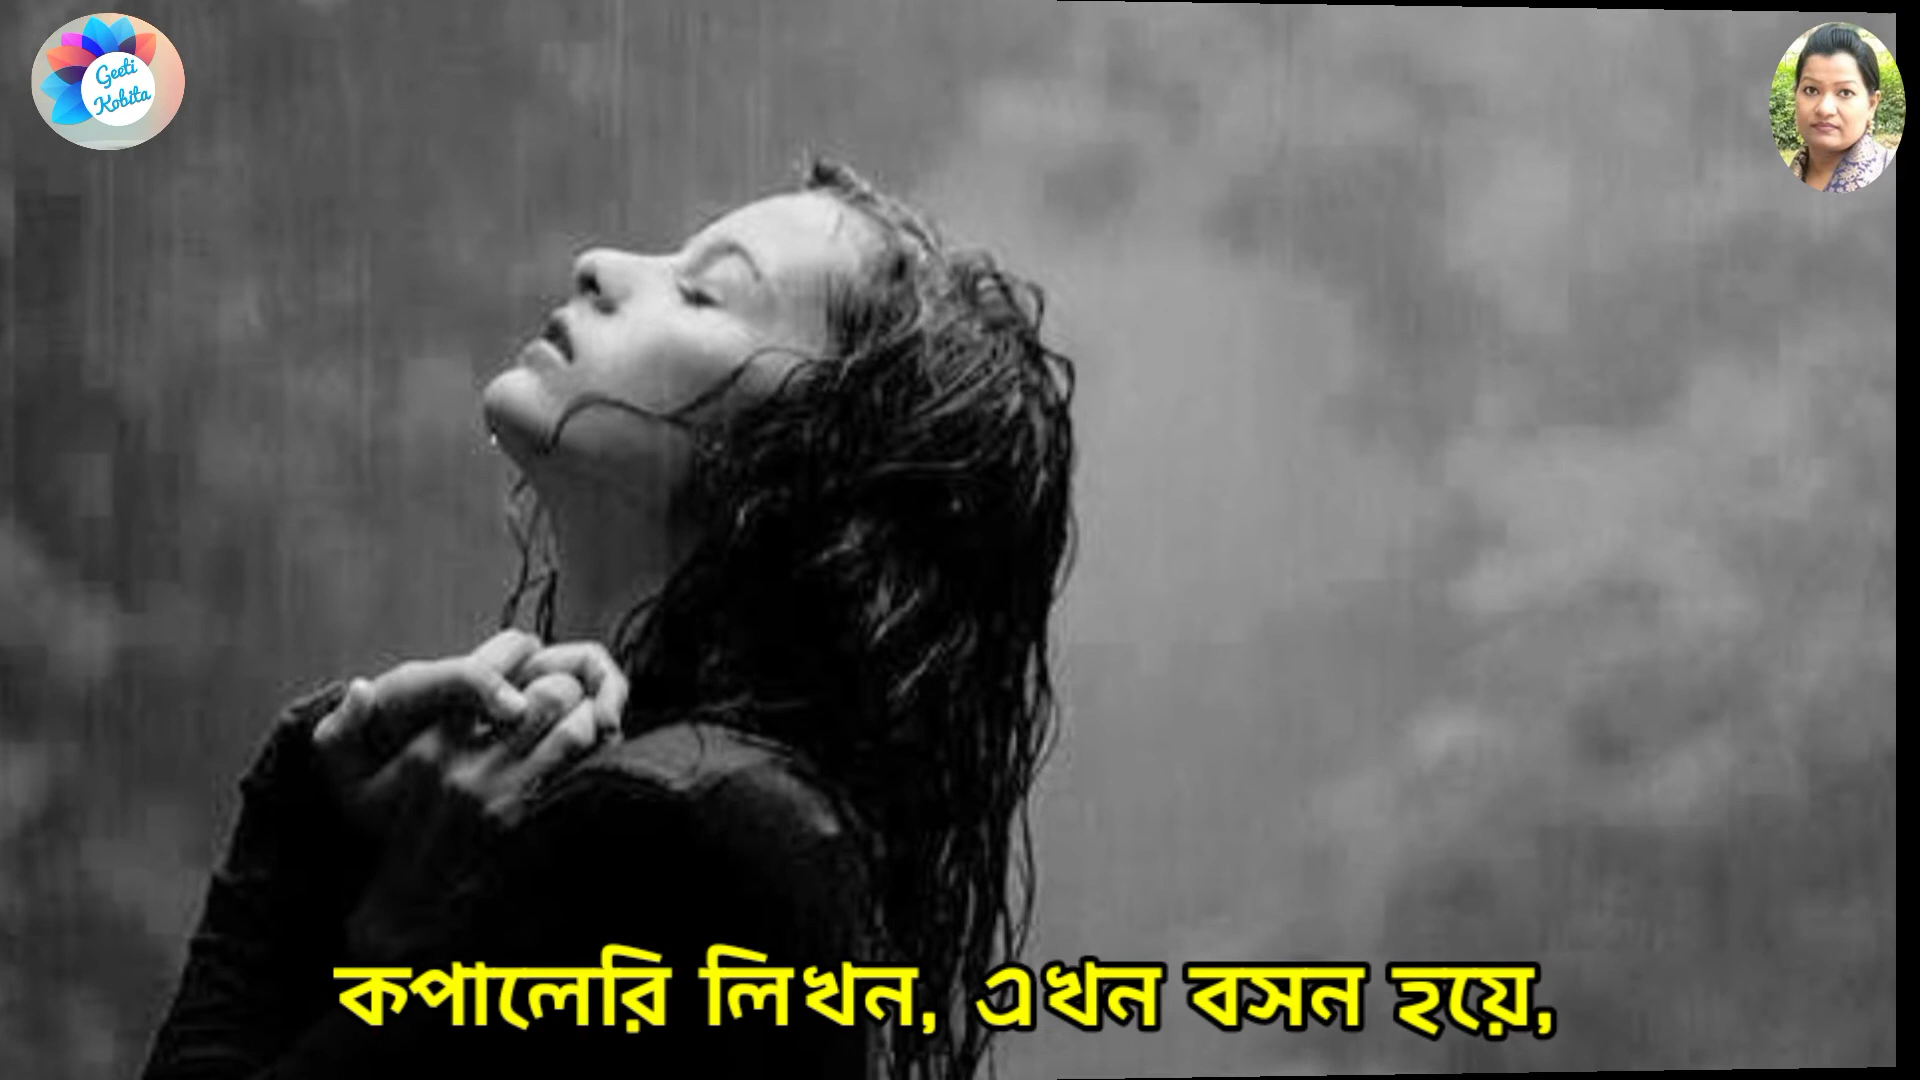 Geeti
Kobita
কপালেরি লিখন, এখন বসন হয়ে,